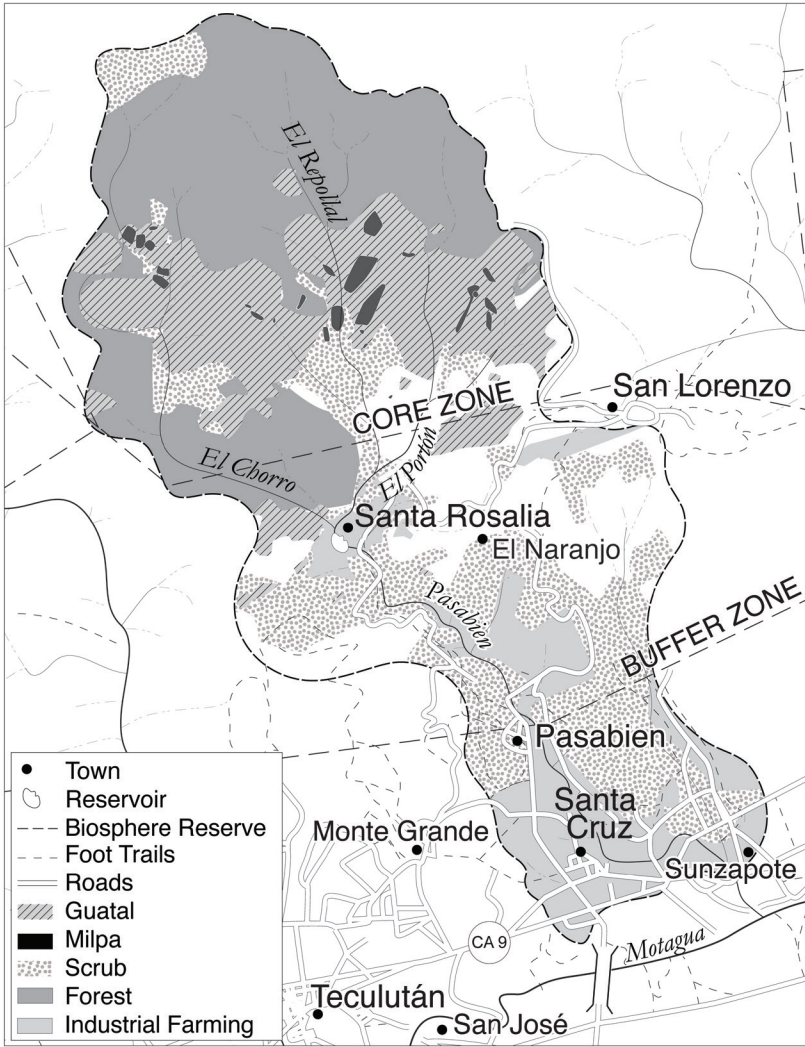 El Repollal
San Lorenzo
CORE ZONE
El Chorro
El Portón
Santa Rosalia
El Naranjo
Pasabien
BUFFER ZONE
Pasabien
Santa
Cruz
Monte Grande
Sunzapote
CA 9
Motagua
Teculután
San José
Town
Reservoir
Biosphere Reserve
Foot Trails
Roads
Guatal
Milpa
Scrub
Forest
Industrial Farming